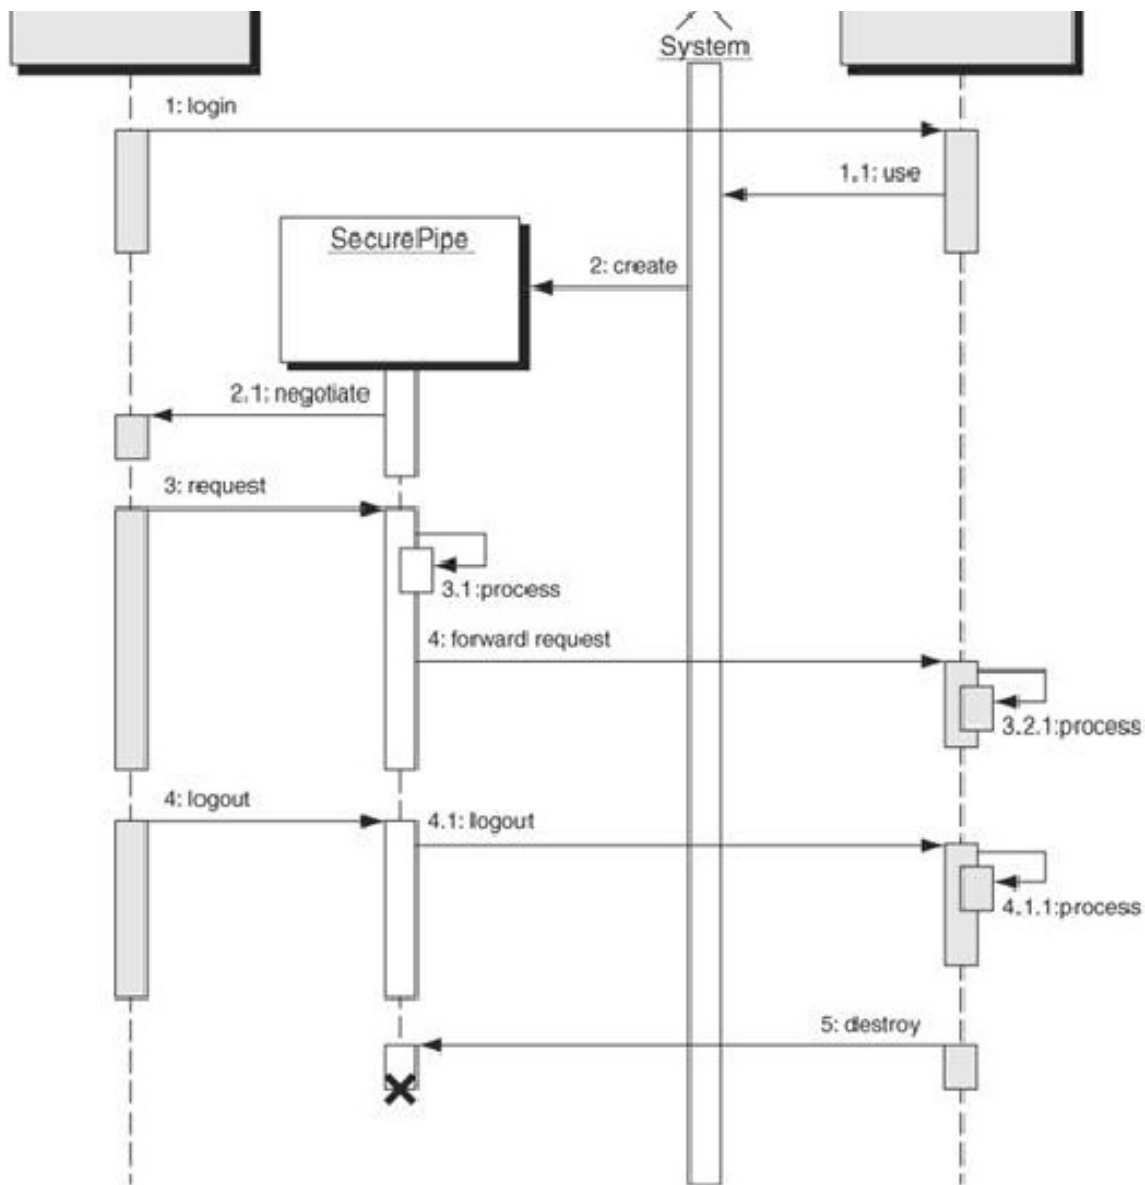 System
1: login
1.1: use
SecurePipe
2: create
2.1: negotiate
3: request
3.1:process
4: forward request
3.2.1:process
4: logout
4.1: logout
4.1.1:process
5: destroy